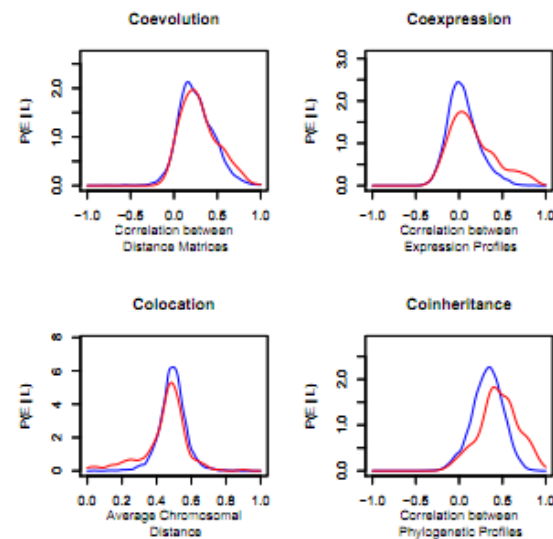 Coevolution
P(E | L)
0.0 1.0 2.0
-1.0 -0.5 0.0 0.5 1.0
Correlation between
Distance Matrices
Coexpression
P(E | L)
0.0 1.0 2.0 3.0
-1.0 -0.5 0.0 0.5 1.0
Correlation between
Expression Profiles
Colocation
P(E | L)
0 2 4 6 8
0.0 0.2 0.4 0.6 0.8 1.0
Average Chromosomal
Distance
Coinheritance
P(E | L)
0.0 1.0 2.0
-1.0 -0.5 0.0 0.5 1.0
Correlation between
Phylogenetic Profiles